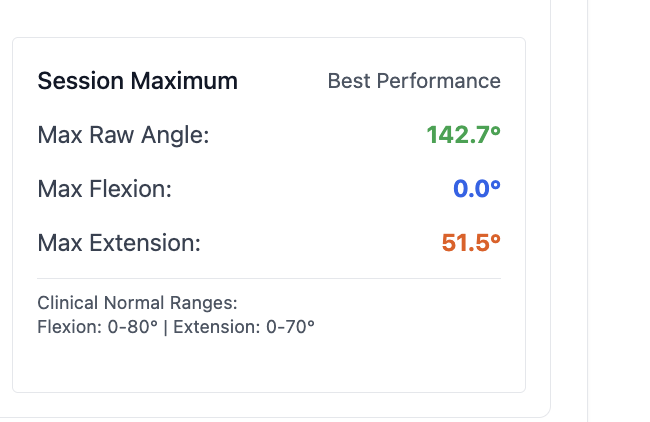 Session Maximum Best Performance
Max Raw Angle: 142.7°
Max Flexion: 0.0°
Max Extension: 51.5°
Clinical Normal Ranges:
Flexion: 0-80° | Extension: 0-70°